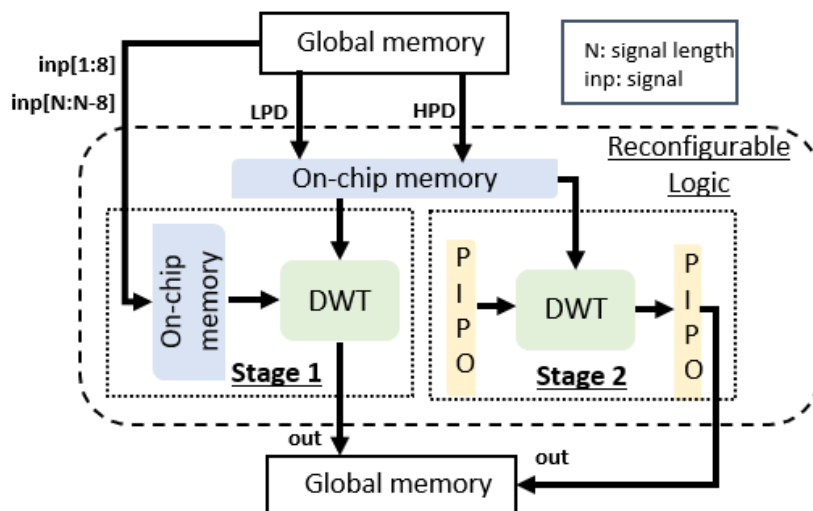 Global memory
N: signal length
inp: signal
inp[1:8]
inp[N:N-8]
LPD
HPD
Reconfigurable
Logic
On-chip memory
On-chip
memory
DWT
Stage 1
P
I
P
O
DWT
Stage 2
P
I
P
O
out
Global memory
out